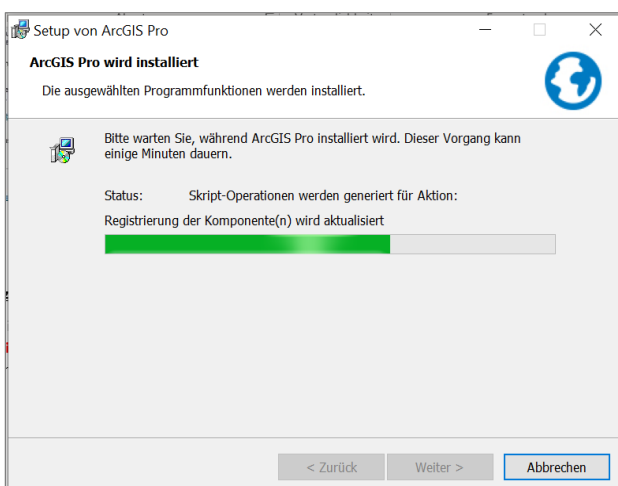 Setup von ArcGIS Pro
ArcGIS Pro wird installiert
Die ausgewählten Programmfunktionen werden installiert.
Bitte warten Sie, während ArcGIS Pro installiert wird. Dieser Vorgang kann
einige Minuten dauern.
Status: Skript-Operationen werden generiert für Aktion:
Registrierung der Komponente(n) wird aktualisiert
< Zurück Weiter > Abbrechen